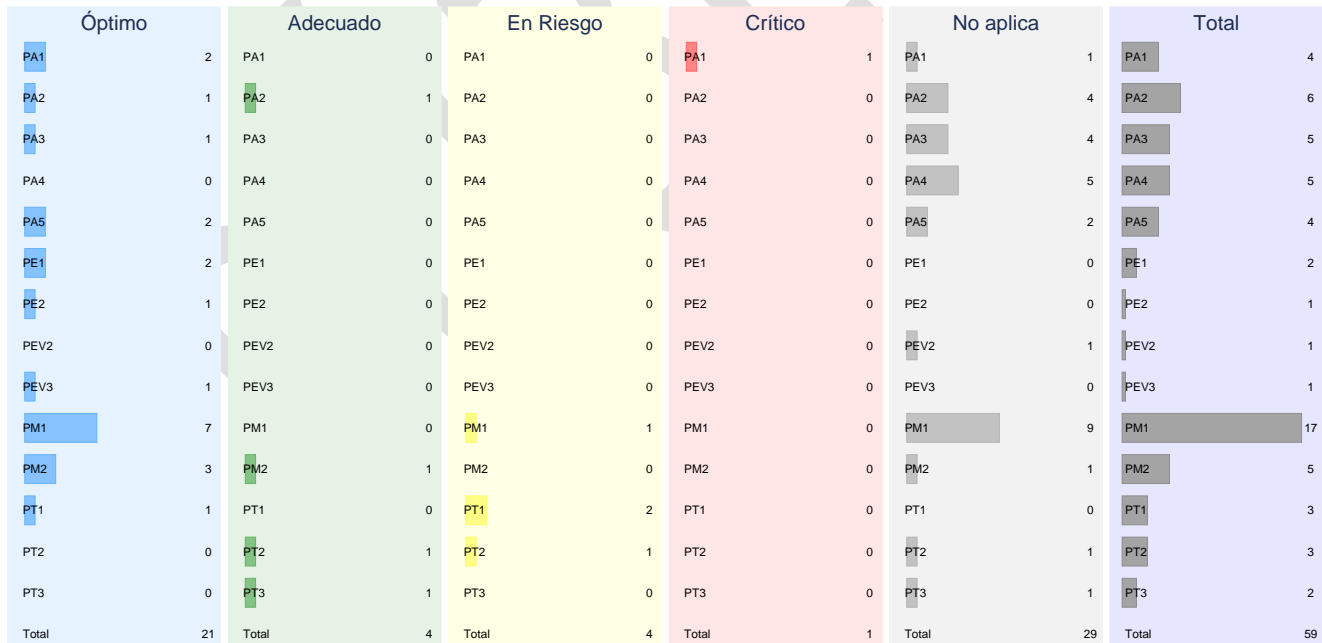 Óptimo Adecuado En Riesgo Crítico No aplica Total
PA1 2 PA1 0 PA1 0 PA1 1 PA1 1 PA1 4
PA2 1 PA2 1 PA2 0 PA2 0 PA2 4 PA2 6
PA3 1 PA3 0 PA3 0 PA3 0 PA3 4 PA3 5
PA4 0 PA4 0 PA4 0 PA4 0 PA4 5 PA4 5
PA5 2 PA5 0 PA5 0 PA5 0 PA5 2 PA5 4
PE1 2 PE1 0 PE1 0 PE1 0 PE1 0 PE1 2
PE2 1 PE2 0 PE2 0 PE2 0 PE2 0 PE2 1
PEV2 0 PEV2 0 PEV2 0 PEV2 0 PEV2 1 PEV2 1
PEV3 1 PEV3 0 PEV3 0 PEV3 0 PEV3 0 PEV3 1
PM1 7 PM1 0 PM1 1 PM1 0 PM1 9 PM1 17
PM2 3 PM2 1 PM2 0 PM2 0 PM2 1 PM2 5
PT1 1 PT1 0 PT1 2 PT1 0 PT1 0 PT1 3
PT2 0 PT2 1 PT2 1 PT2 0 PT2 1 PT2 3
PT3 0 PT3 1 PT3 0 PT3 0 PT3 1 PT3 2
Total 21 Total 4 Total 4 Total 1 Total 29 Total 59